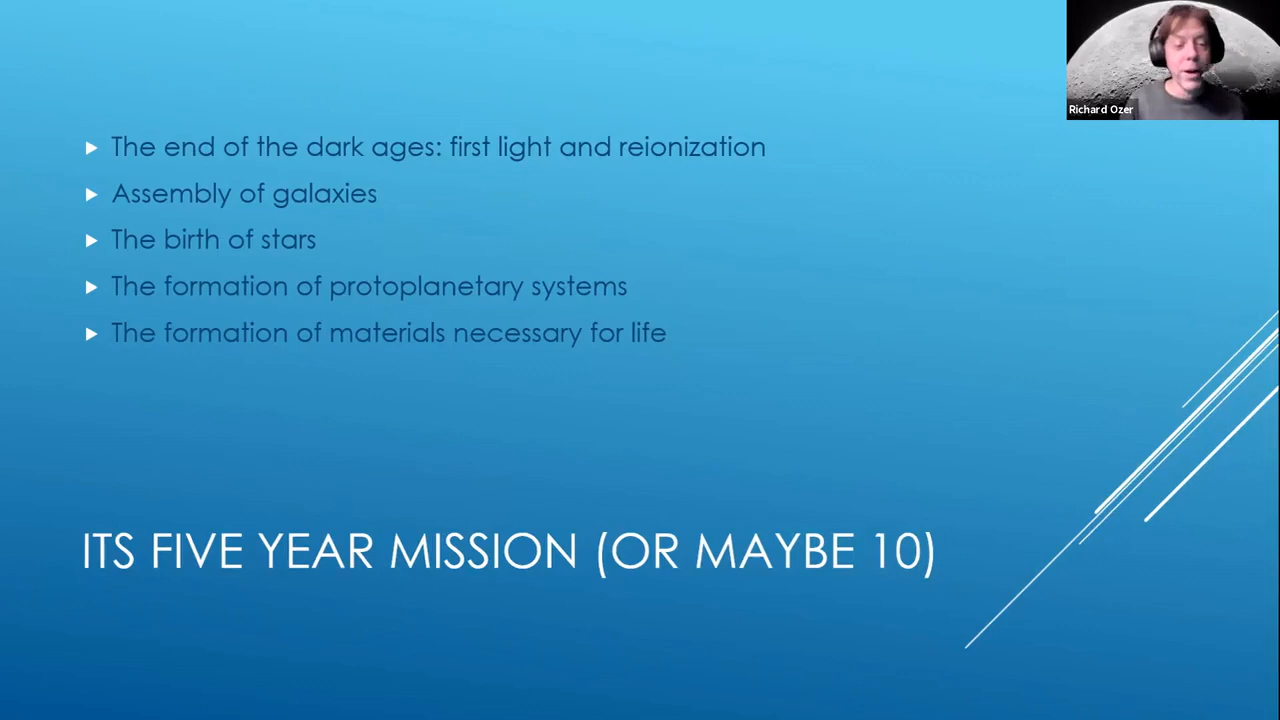 The end of the dark ages: first light and reionization
Assembly of galaxies
The birth of stars
The formation of protoplanetary systems
The formation of materials necessary for life
ITS FIVE YEAR MISSION (OR MAYBE 10)
Richard Ozer